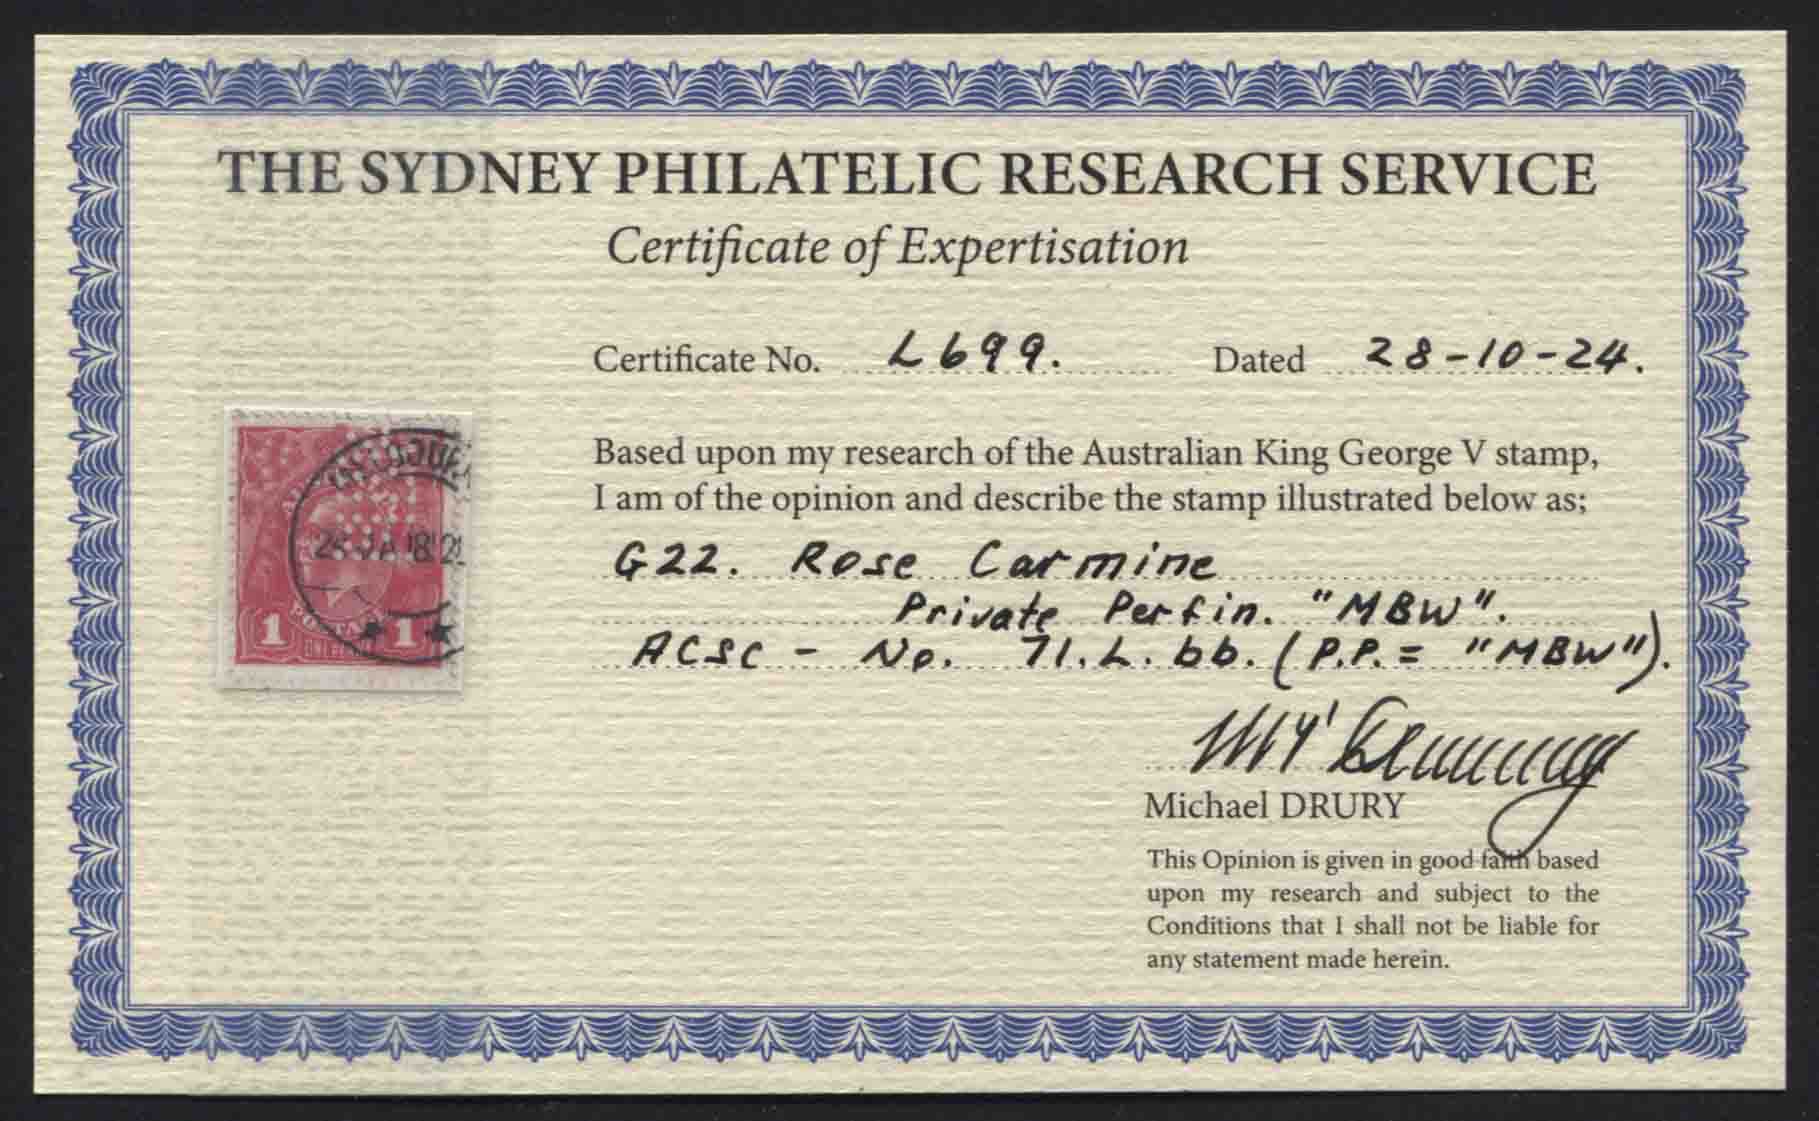 THE SYDNEY PHILATELIC RESEARCH SERVICE
Certificate of Expertisation
Certificate No. L699. Dated 28-10-24.
Based upon my research of the Australian King George V stamp,
I am of the opinion and describe the stamp illustrated below as;
G22. Rose Carmine
Private Perfin. "MBW".
ACSC - No. 71.L.bb. (P.P. = "MBW").
Michael DRURY
This Opinion is given in good faith based
upon my research and subject to the
Conditions that I shall not be liable for
any statement made herein.
1 1